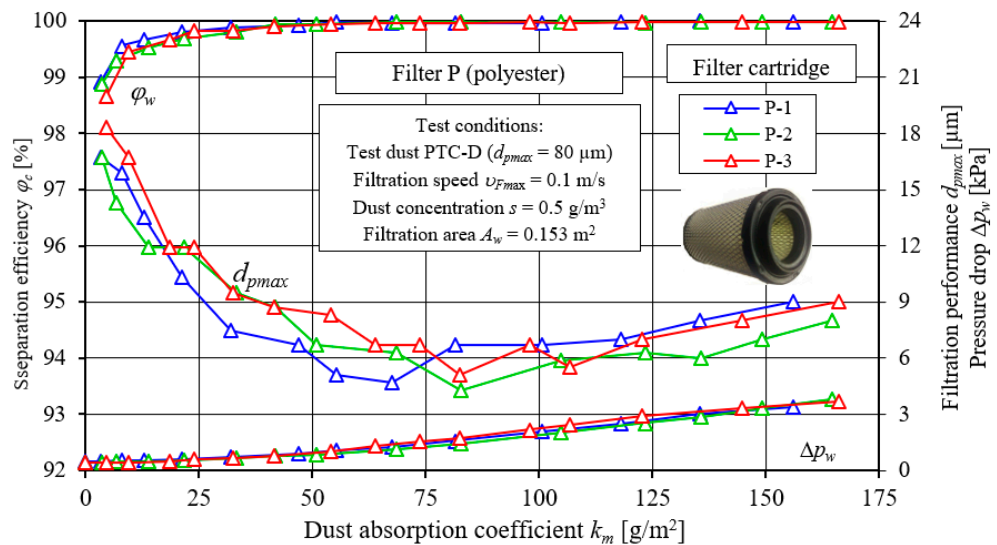 100
99
98
97
96
95
94
93
92
Sseparation efficiency φc [%]
24
21
18
15
12
9
6
3
0
Filtration performance dpmax [µm]
Pressure drop Δpw [kPa]
φw
Filter P (polyester)
Filter cartridge
P-1
P-2
P-3
Test conditions:
Test dust PTC-D (dpmax = 80 µm)
Filtration speed υFmax = 0.1 m/s
Dust concentration s = 0.5 g/m³
Filtration area Aw = 0.153 m²
dpmax
Δpw
0 25 50 75 100 125 150 175
Dust absorption coefficient km [g/m²]